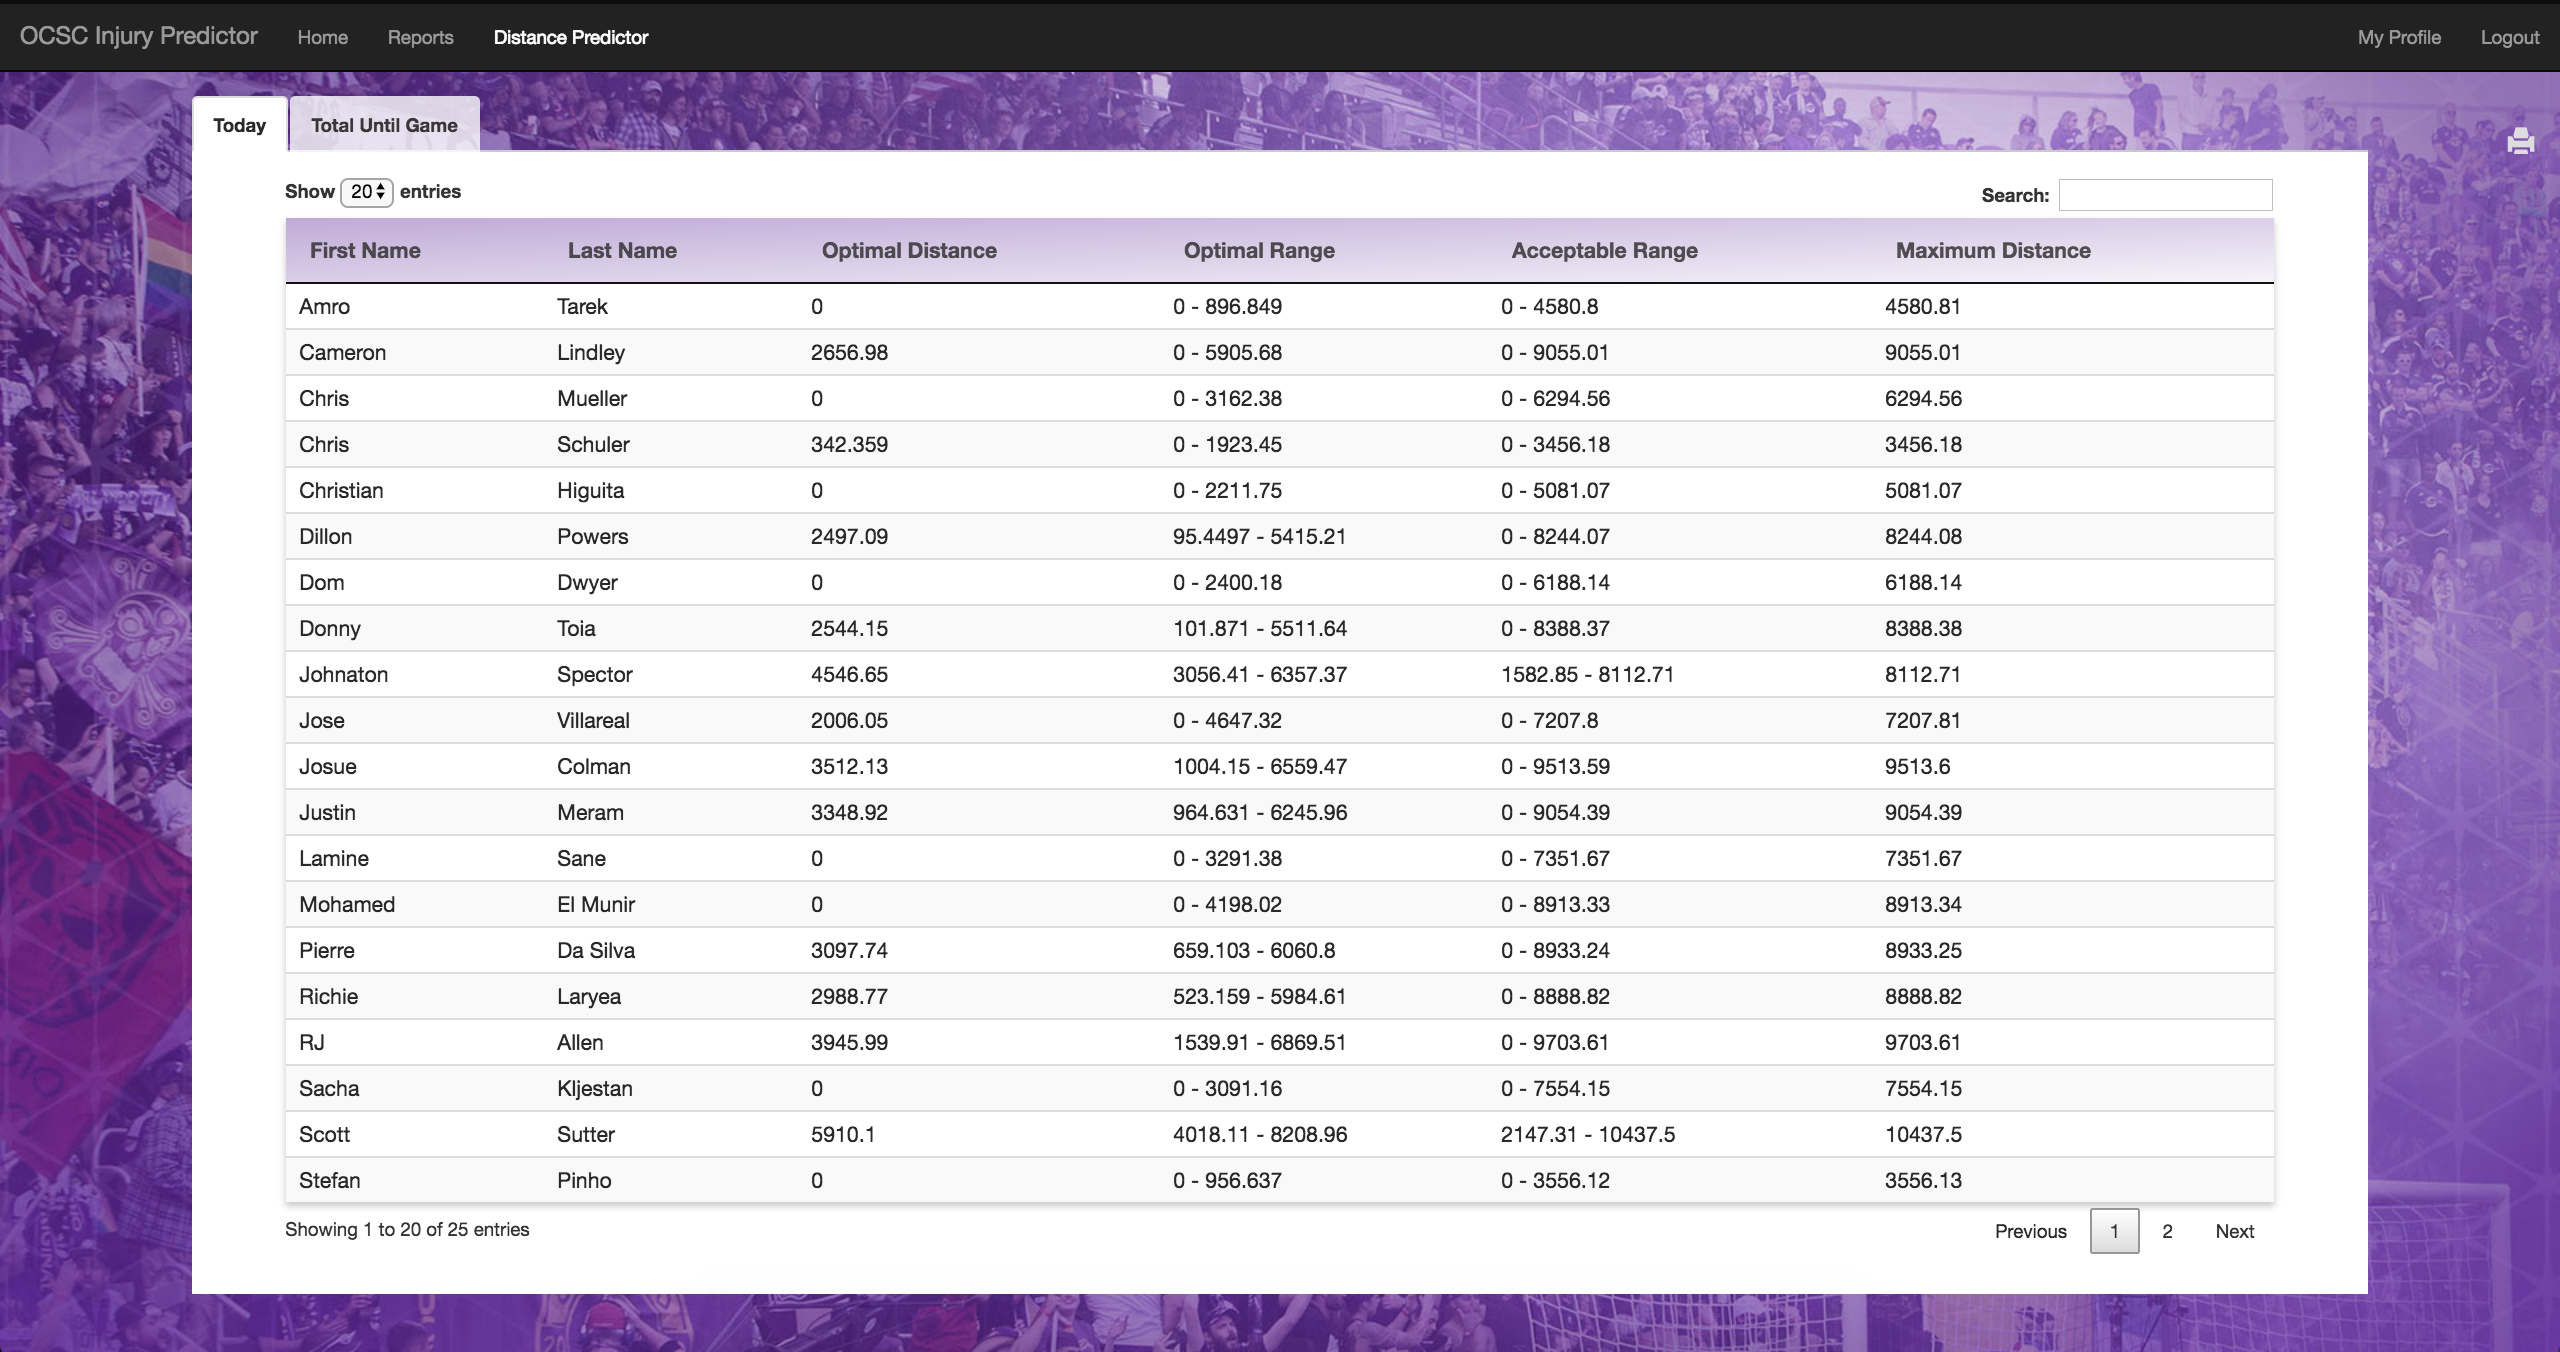 OCSC Injury Predictor Home Reports Distance Predictor My Profile Logout
Today Total Until Game
Show 20 entries Search:
First Name Last Name Optimal Distance Optimal Range Acceptable Range Maximum Distance
Amro Tarek 0 0 - 896.849 0 - 4580.8 4580.81
Cameron Lindley 2656.98 0 - 5905.68 0 - 9055.01 9055.01
Chris Mueller 0 0 - 3162.38 0 - 6294.56 6294.56
Chris Schuler 342.359 0 - 1923.45 0 - 3456.18 3456.18
Christian Higuita 0 0 - 2211.75 0 - 5081.07 5081.07
Dillon Powers 2497.09 95.4497 - 5415.21 0 - 8244.07 8244.08
Dom Dwyer 0 0 - 2400.18 0 - 6188.14 6188.14
Donny Toia 2544.15 101.871 - 5511.64 0 - 8388.37 8388.38
Johnaton Spector 4546.65 3056.41 - 6357.37 1582.85 - 8112.71 8112.71
Jose Villareal 2006.05 0 - 4647.32 0 - 7207.8 7207.81
Josue Colman 3512.13 1004.15 - 6559.47 0 - 9513.59 9513.6
Justin Meram 3348.92 964.631 - 6245.96 0 - 9054.39 9054.39
Lamine Sane 0 0 - 3291.38 0 - 7351.67 7351.67
Mohamed El Munir 0 0 - 4198.02 0 - 8913.33 8913.34
Pierre Da Silva 3097.74 659.103 - 6060.8 0 - 8933.24 8933.25
Richie Laryea 2988.77 523.159 - 5984.61 0 - 8888.82 8888.82
RJ Allen 3945.99 1539.91 - 6869.51 0 - 9703.61 9703.61
Sacha Kljestan 0 0 - 3091.16 0 - 7554.15 7554.15
Scott Sutter 5910.1 4018.11 - 8208.96 2147.31 - 10437.5 10437.5
Stefan Pinho 0 0 - 956.637 0 - 3556.12 3556.13
Showing 1 to 20 of 25 entries Previous 1 2 Next